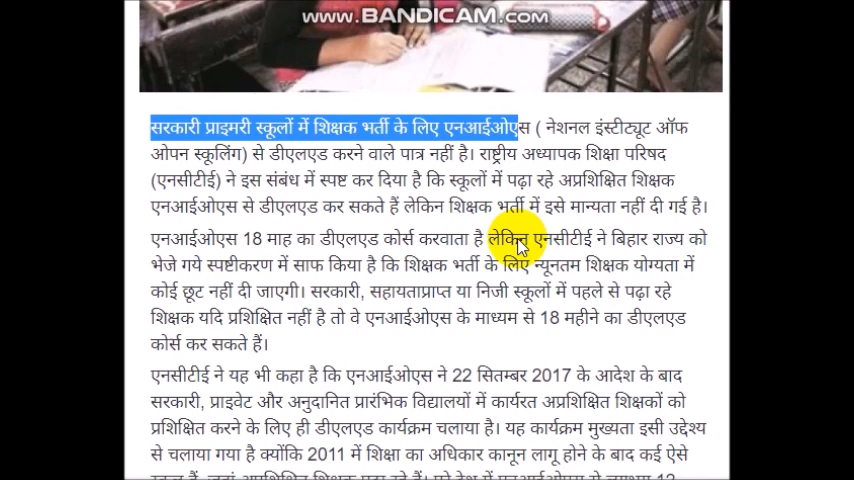 WWW.BANDICAM.COM
सरकारी प्राइमरी स्कूलों में शिक्षक भर्ती के लिए एनआईओएस ( नेशनल इंस्टीट्यूट ऑफ
ओपन स्कूलिंग) से डीएलएड करने वाले पात्र नहीं है। राष्ट्रीय अध्यापक शिक्षा परिषद
(एनसीटीई) ने इस संबंध में स्पष्ट कर दिया है कि स्कूलों में पढ़ा रहे अप्रशिक्षित शिक्षक
एनआईओएस से डीएलएड कर सकते हैं लेकिन शिक्षक भर्ती में इसे मान्यता नहीं दी गई है।
एनआईओएस 18 माह का डीएलएड कोर्स करवाता है लेकिन एनसीटीई ने बिहार राज्य को
भेजे गये स्पष्टीकरण में साफ किया है कि शिक्षक भर्ती के लिए न्यूनतम शिक्षक योग्यता में
कोई छूट नहीं दी जाएगी। सरकारी, सहायताप्राप्त या निजी स्कूलों में पहले से पढ़ा रहे
शिक्षक यदि प्रशिक्षित नहीं है तो वे एनआईओएस के माध्यम से 18 महीने का डीएलएड
कोर्स कर सकते हैं।
एनसीटीई ने यह भी कहा है कि एनआईओएस ने 22 सितम्बर 2017 के आदेश के बाद
सरकारी, प्राइवेट और अनुदानित प्रारंभिक विद्यालयों में कार्यरत अप्रशिक्षित शिक्षकों को
प्रशिक्षित करने के लिए ही डीएलएड कार्यक्रम चलाया है। यह कार्यक्रम मुख्यता इसी उद्देश्य
से चलाया गया है क्योंकि 2011 में शिक्षा का अधिकार कानून लागू होने के बाद कई ऐसे